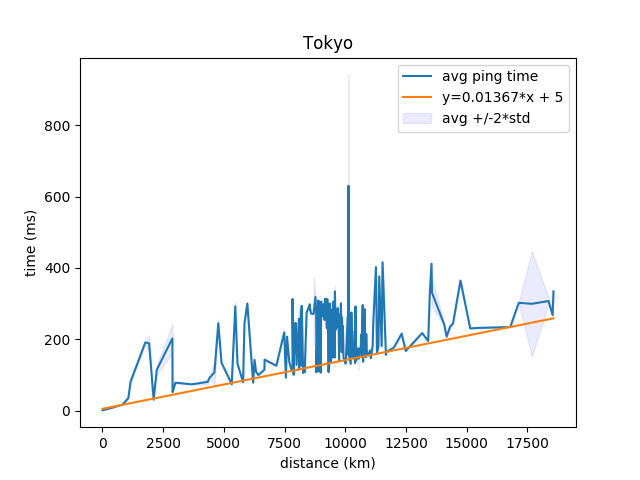 Tokyo
avg ping time
y=0.01367*x + 5
avg +/-2*std
800
600
400
200
0
time (ms)
0 2500 5000 7500 10000 12500 15000 17500
distance (km)